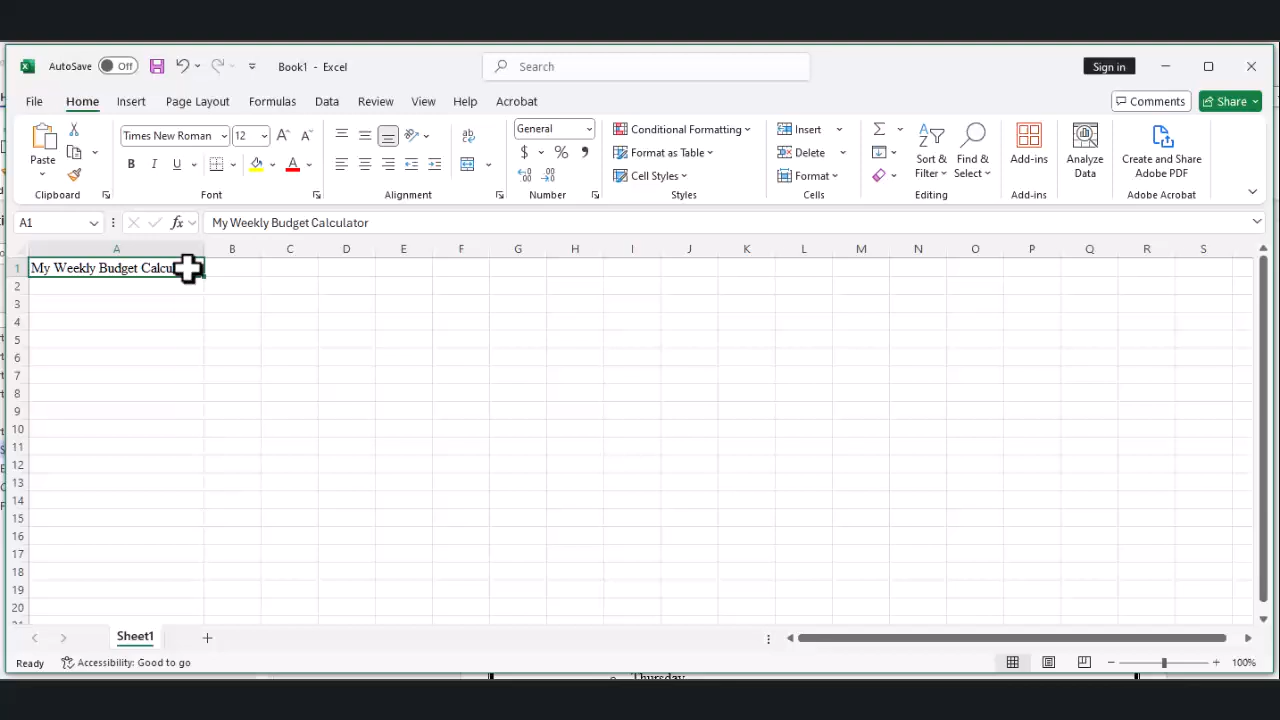 AutoSave Off Book1 - Excel Search Sign in
File Home Insert Page Layout Formulas Data Review View Help Acrobat Comments Share
Paste Times New Roman 12 B I U A General $ % Conditional Formatting Format as Table Cell Styles Insert Delete Format Sort & Filter Find & Select Add-ins Analyze Data Create and Share Adobe PDF
Clipboard Font Alignment Number Styles Cells Editing Add-ins Adobe Acrobat
A1 fx My Weekly Budget Calculator
A B C D E F G H I J K L M N O P Q R S
1 My Weekly Budget Calcu
2
3
4
5
6
7
8
9
10
11
12
13
14
15
16
17
18
19
20
Sheet1
Ready Accessibility: Good to go 100%
Thursday